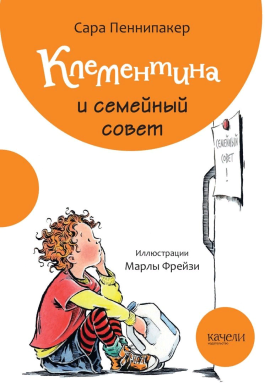 Сара Пеннипакер
Клементина
и семейный
совет
СЕМЕЙНЫЙ
СОВЕТ
!
Иллюстрации
Марлы Фрейзи
КАЧЕЛИ